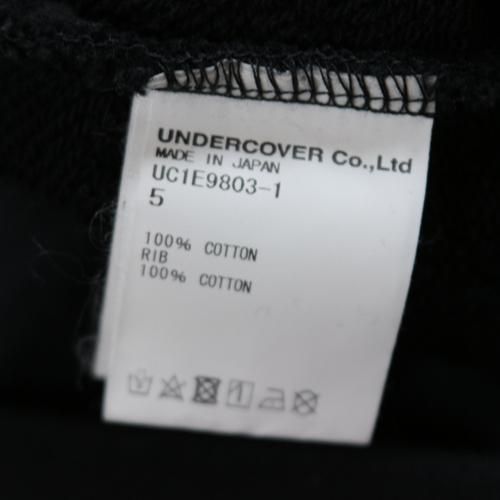 UNDERCOVER Co.,Ltd
MADE IN JAPAN
UC1E9803-1
5
100% COTTON
RIB
100% COTTON